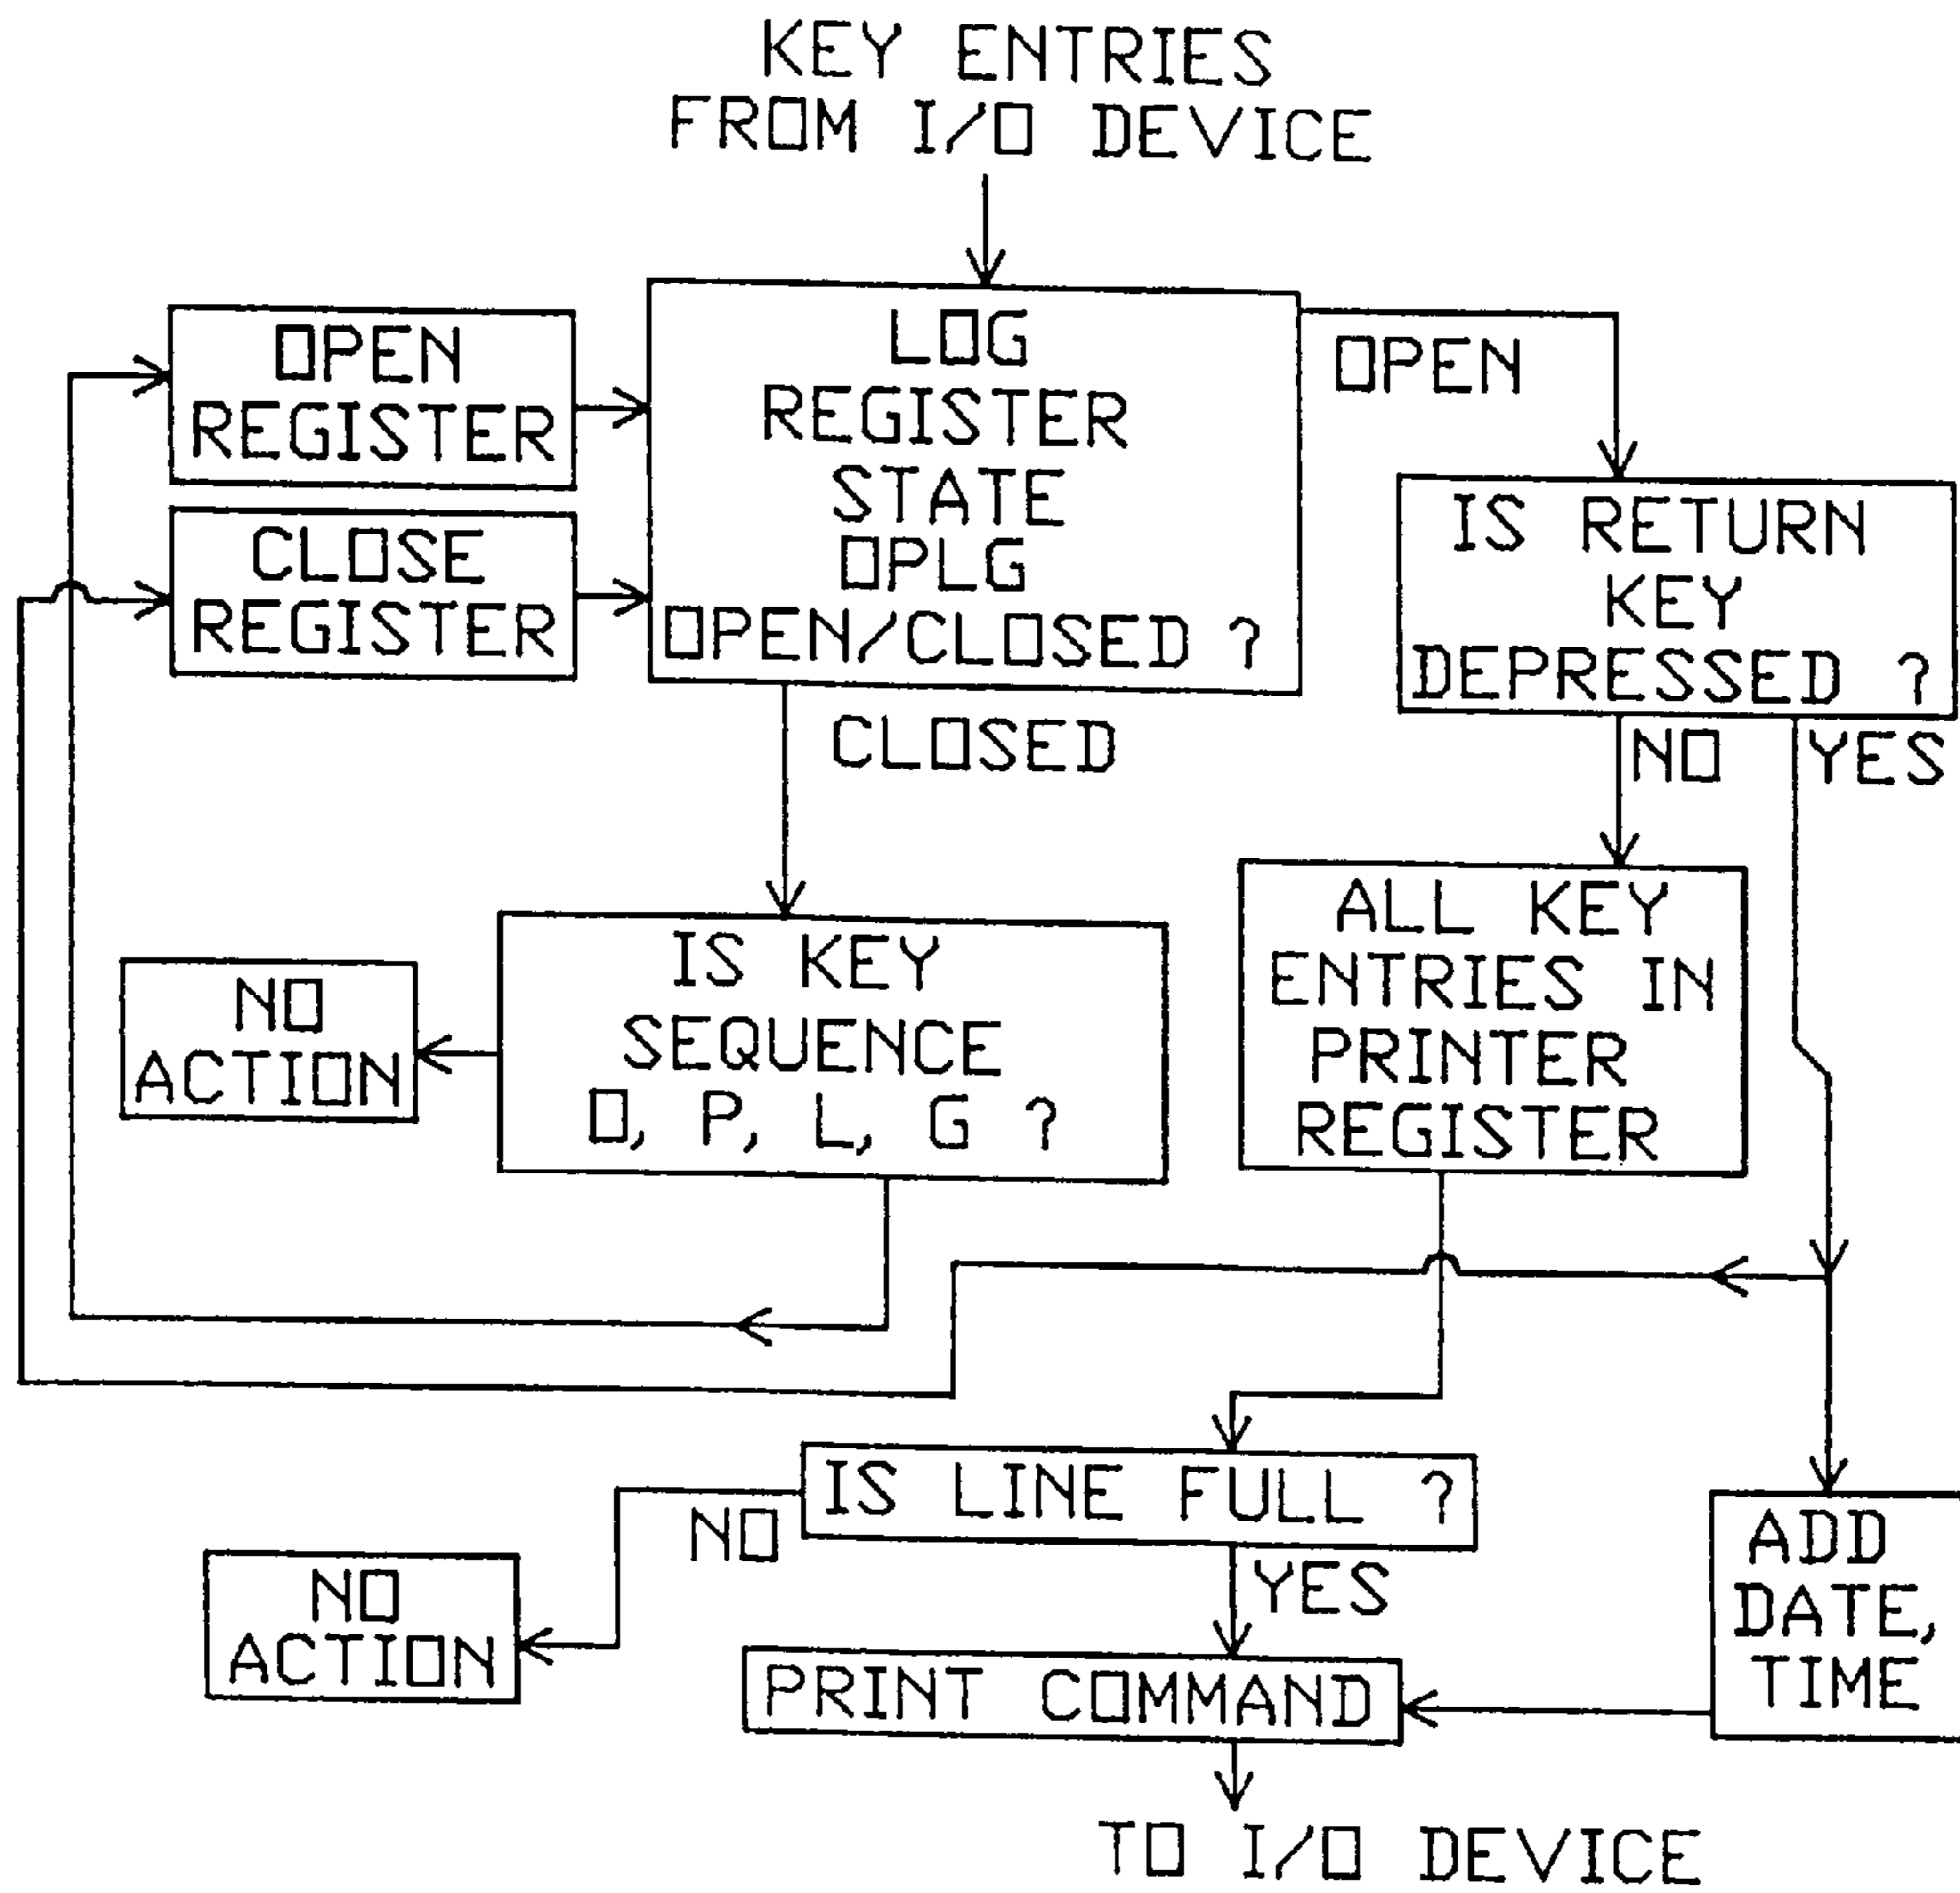 KEY ENTRIES
FROM I/O DEVICE
OPEN
REGISTER
CLOSE
REGISTER
LOG
REGISTER
STATE
OPLG
OPEN/CLOSED ?
OPEN
IS RETURN
KEY
DEPRESSED ?
CLOSED
NO
YES
NO
ACTION
IS KEY
SEQUENCE
O, P, L, G ?
ALL KEY
ENTRIES IN
PRINTER
REGISTER
IS LINE FULL ?
NO
YES
NO
ACTION
PRINT COMMAND
ADD
DATE,
TIME
TO I/O DEVICE